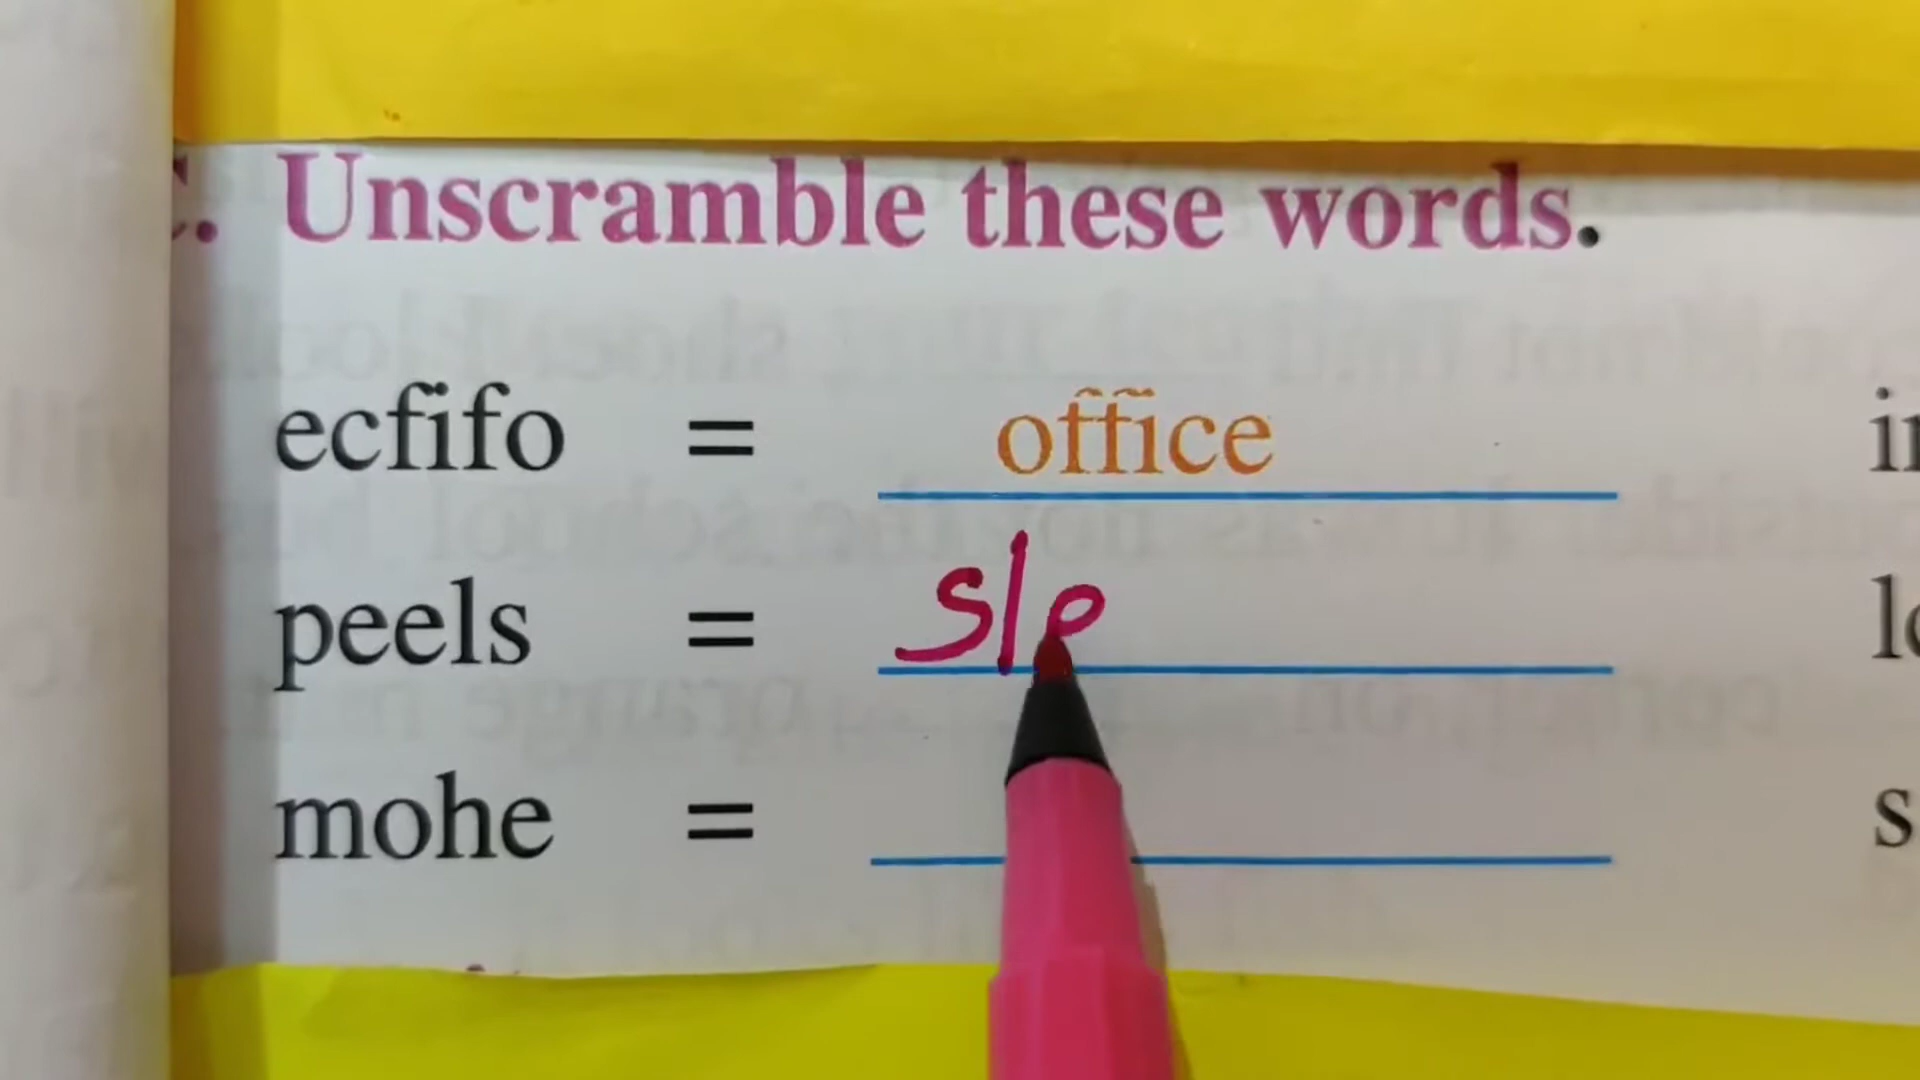 . Unscramble these words.
ecfifo = office
peels = sle
mohe =